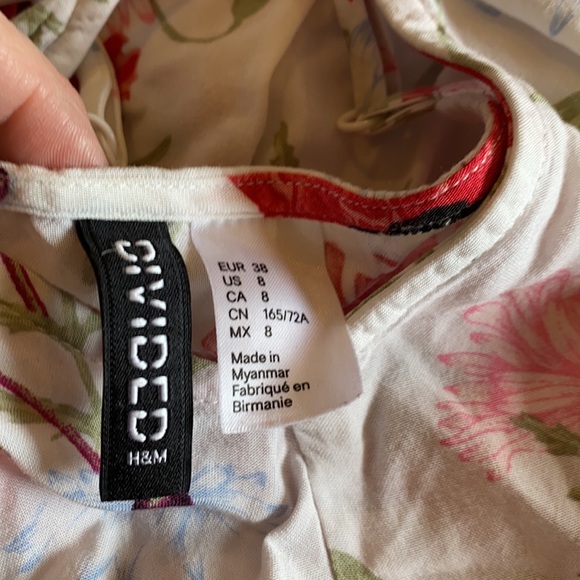 DIVIDED
H&M
EUR 38
US 8
CA 8
CN 165/72A
MX 8
Made in
Myanmar
Fabriqué en
Birmanie